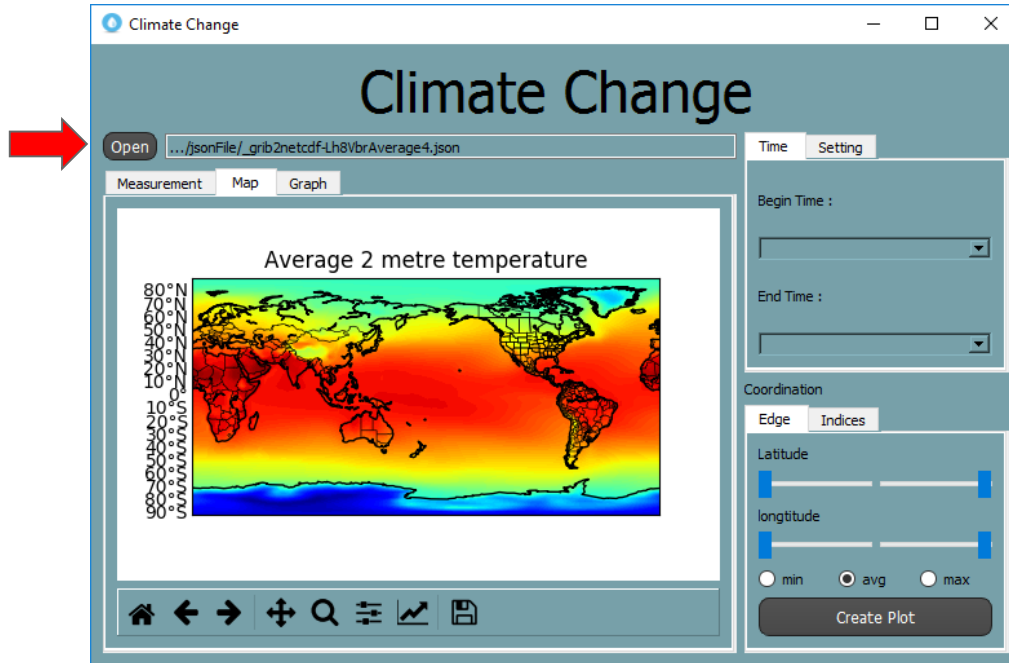 Climate Change
Climate Change
Open .../jsonFile/_grib2netcdf-Lh8VbrAverage4.json
Measurement Map Graph
Average 2 metre temperature
80°N
70°N
60°N
50°N
40°N
30°N
20°N
10°N
0°
10°S
20°S
30°S
40°S
50°S
60°S
70°S
80°S
90°S
Time Setting
Begin Time :
End Time :
Coordination
Edge Indices
Latitude
longtitude
min avg max
Create Plot